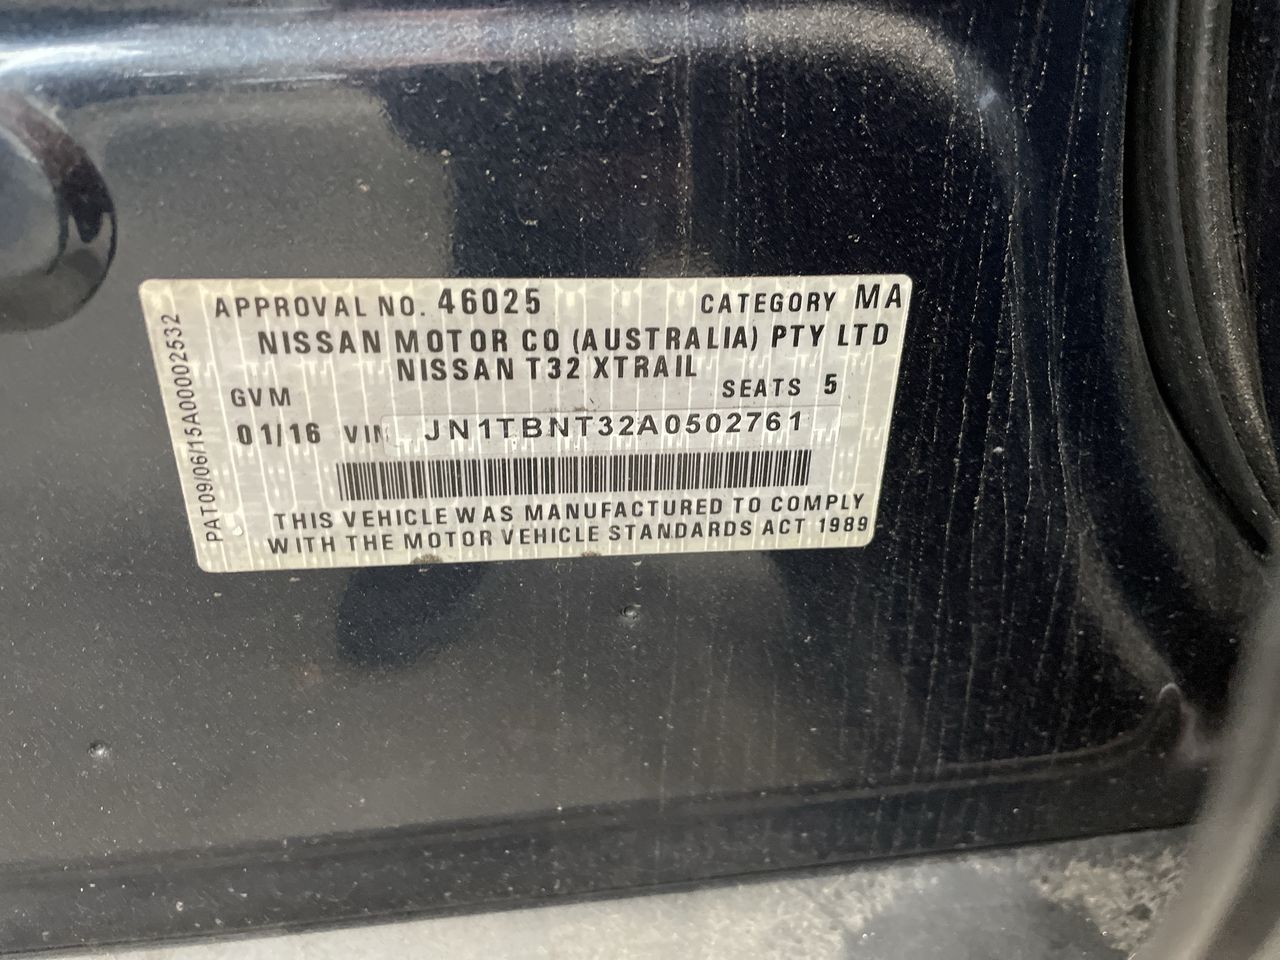 APPROVAL NO. 46025 CATEGORY MA
NISSAN MOTOR CO (AUSTRALIA) PTY LTD
NISSAN T32 XTRAIL
GVM SEATS 5
01/16 VIN JN1TBNT32A0502761
THIS VEHICLE WAS MANUFACTURED TO COMPLY
WITH THE MOTOR VEHICLE STANDARDS ACT 1989
PAT09/06/15A00002532